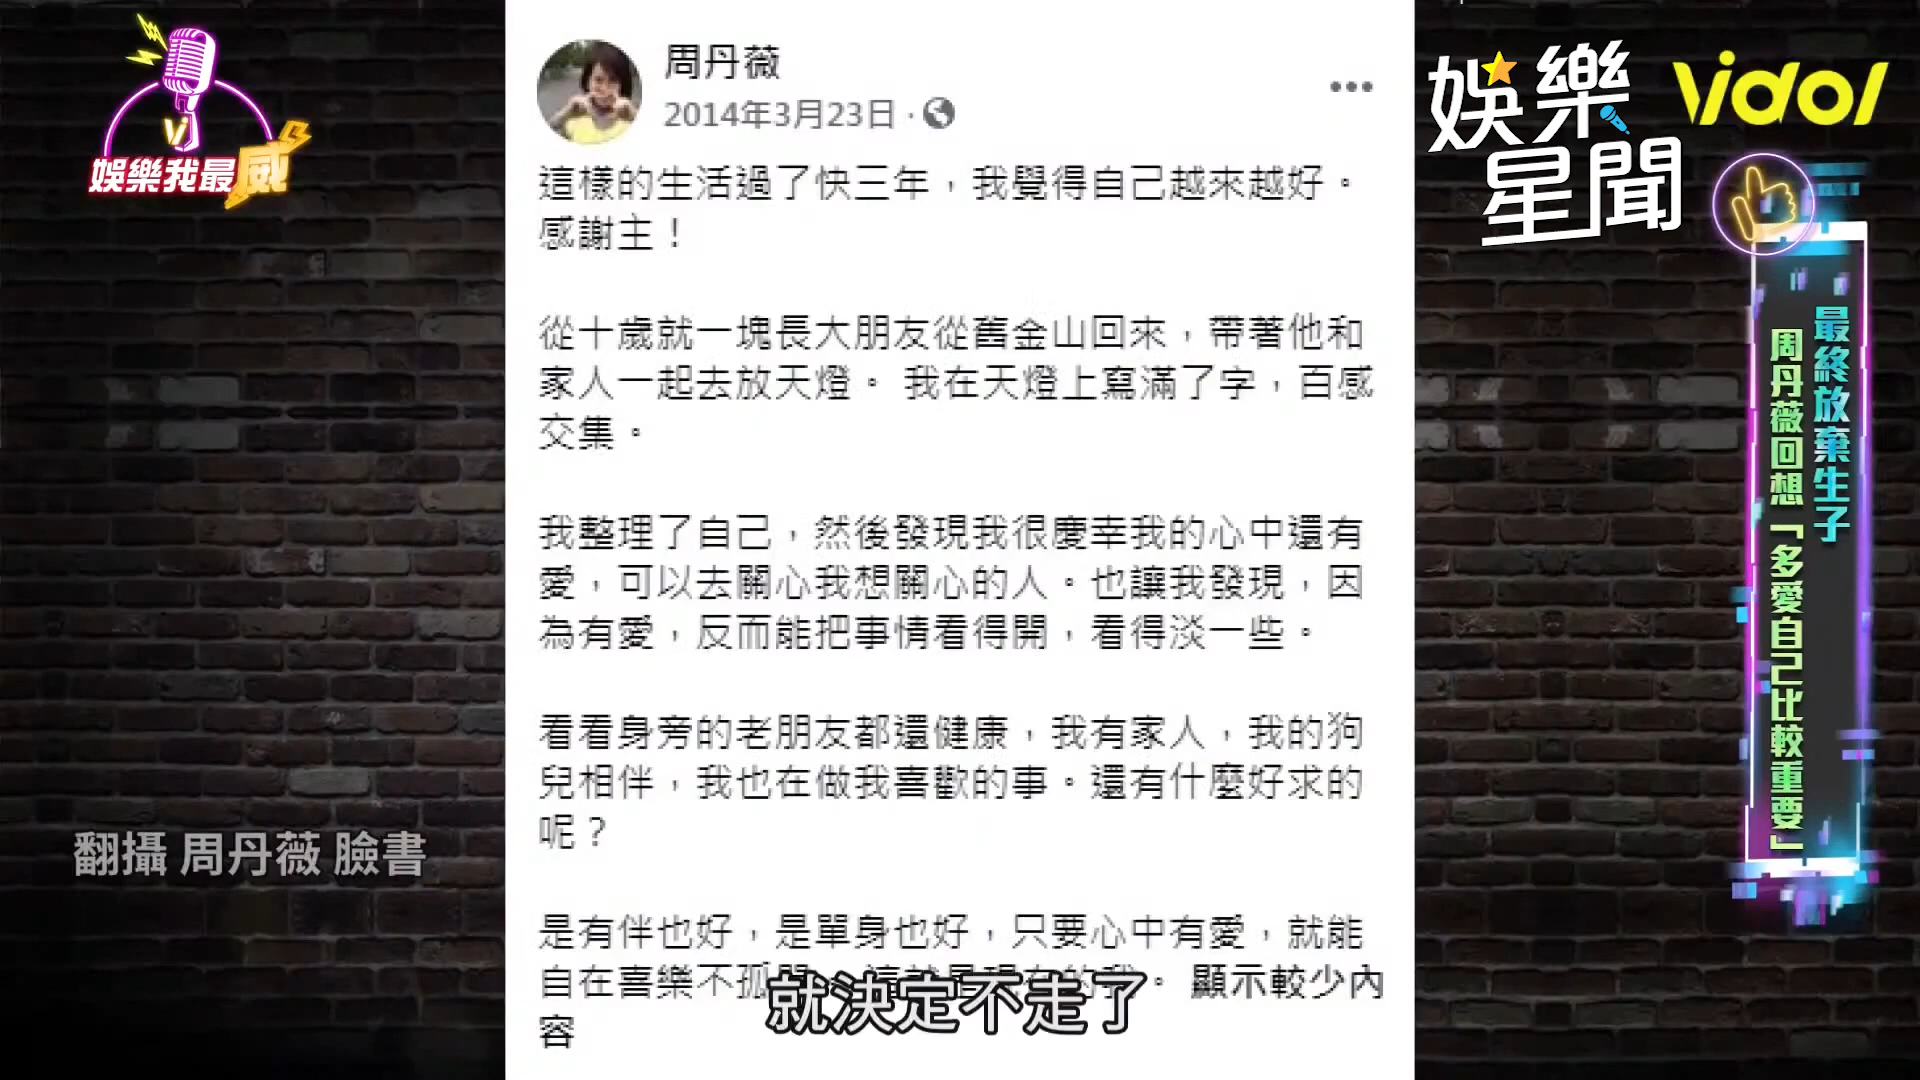 娛樂我最威
周丹薇
2014年3月23日
這樣的生活過了快三年，我覺得自己越來越好。
感謝主！
從十歲就一塊長大朋友從舊金山回來，帶著他和
家人一起去放天燈。 我在天燈上寫滿了字，百感
交集。
我整理了自己，然後發現我很慶幸我的心中還有
愛，可以去關心我想關心的人。也讓我發現，因
為有愛，反而能把事情看得開，看得淡一些。
看看身旁的老朋友都還健康，我有家人，我的狗
兒相伴，我也在做我喜歡的事。還有什麼好求的
呢？
是有伴也好，是單身也好，只要心中有愛，就能
自在喜樂不孤 顯示較少內
容
就決定不走了
翻攝 周丹薇 臉書
娛樂
星聞
Vidol
最終放棄生子
周丹薇回想「多愛自己比較重要」